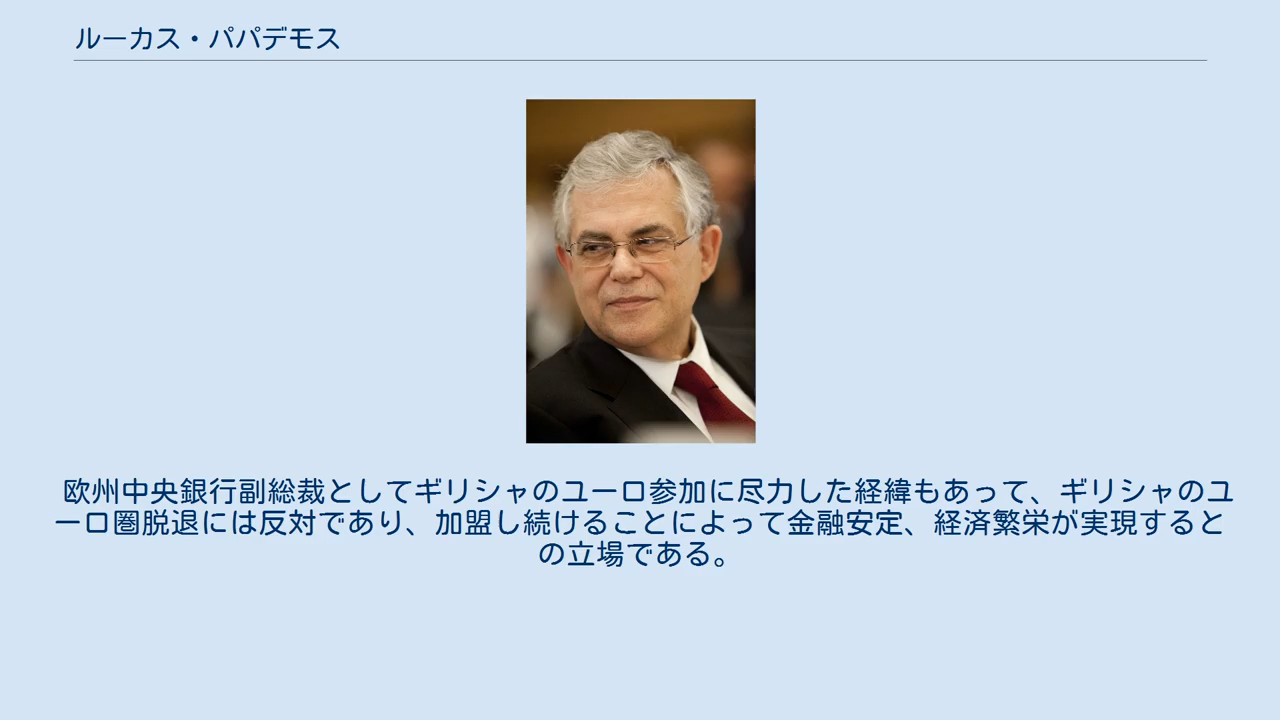 ルーカス・パパデモス
欧州中央銀行副総裁としてギリシャのユーロ参加に尽力した経緯もあって、ギリシャのユ
ーロ圏脱退には反対であり、加盟し続けることによって金融安定、経済繁栄が実現すると
の立場である。